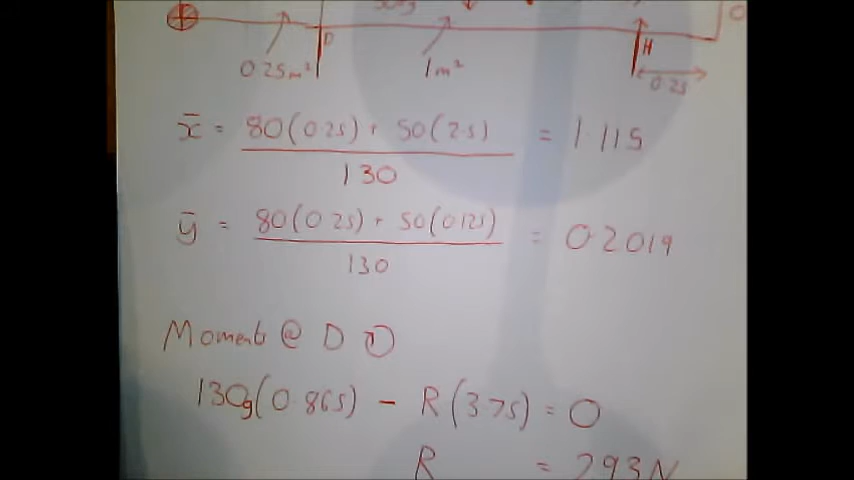 D
H
0.25m²
1m²
0.25
x̄ = 80(0.25) + 50(2.5) = 1.115
130
ȳ = 80(0.25) + 50(0.125) = 0.2019
130
Moments @ D
130g(0.865) - R(3.75) = 0
R = 293N